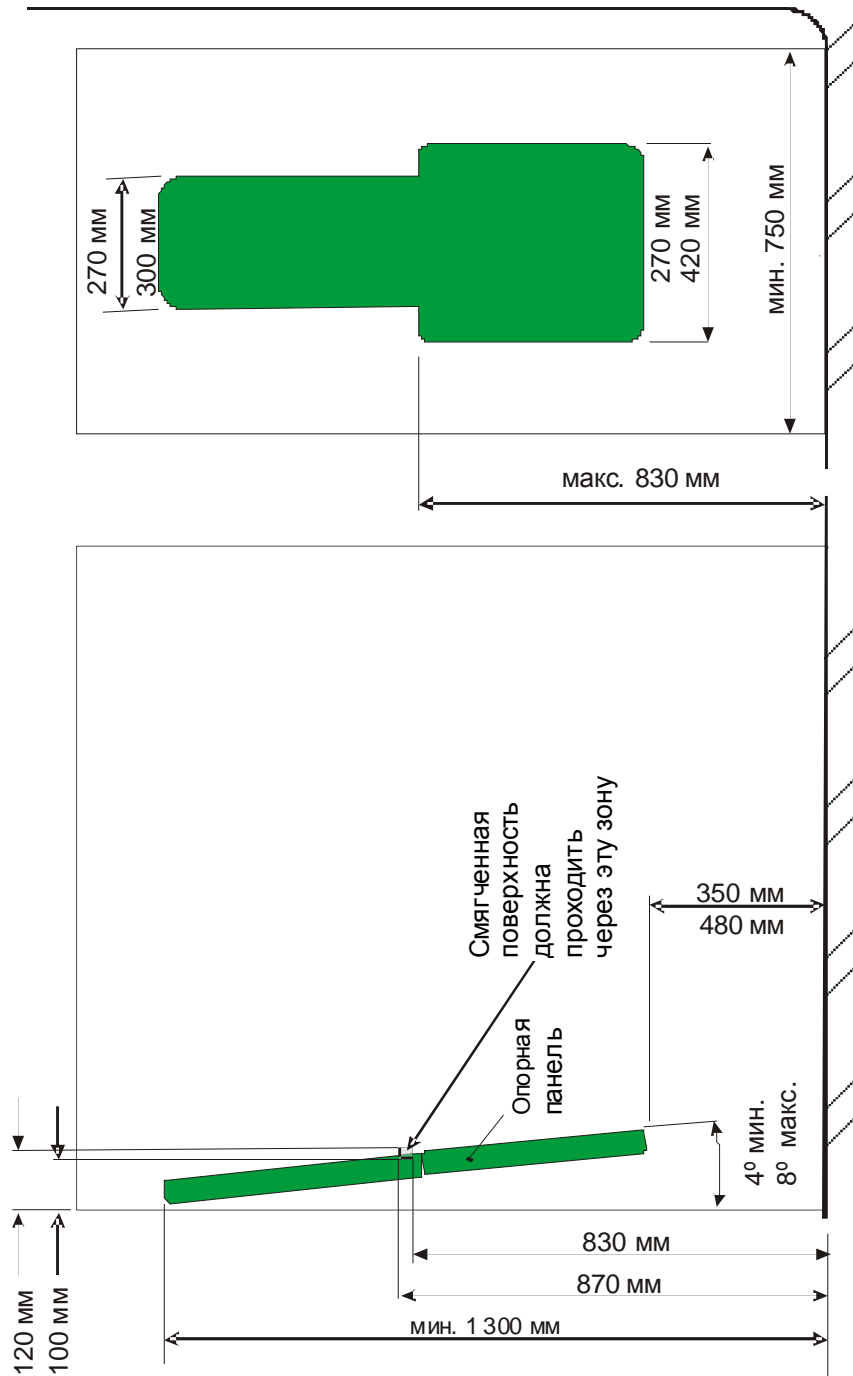 270 мм
300 мм
270 мм
420 мм
мин. 750 мм
макс. 830 мм
Смягченная
поверхность
должна
проходить
через эту зону
Опорная
панель
350 мм
480 мм
4º мин.
8º макс.
830 мм
870 мм
мин. 1 300 мм
120 мм
100 мм